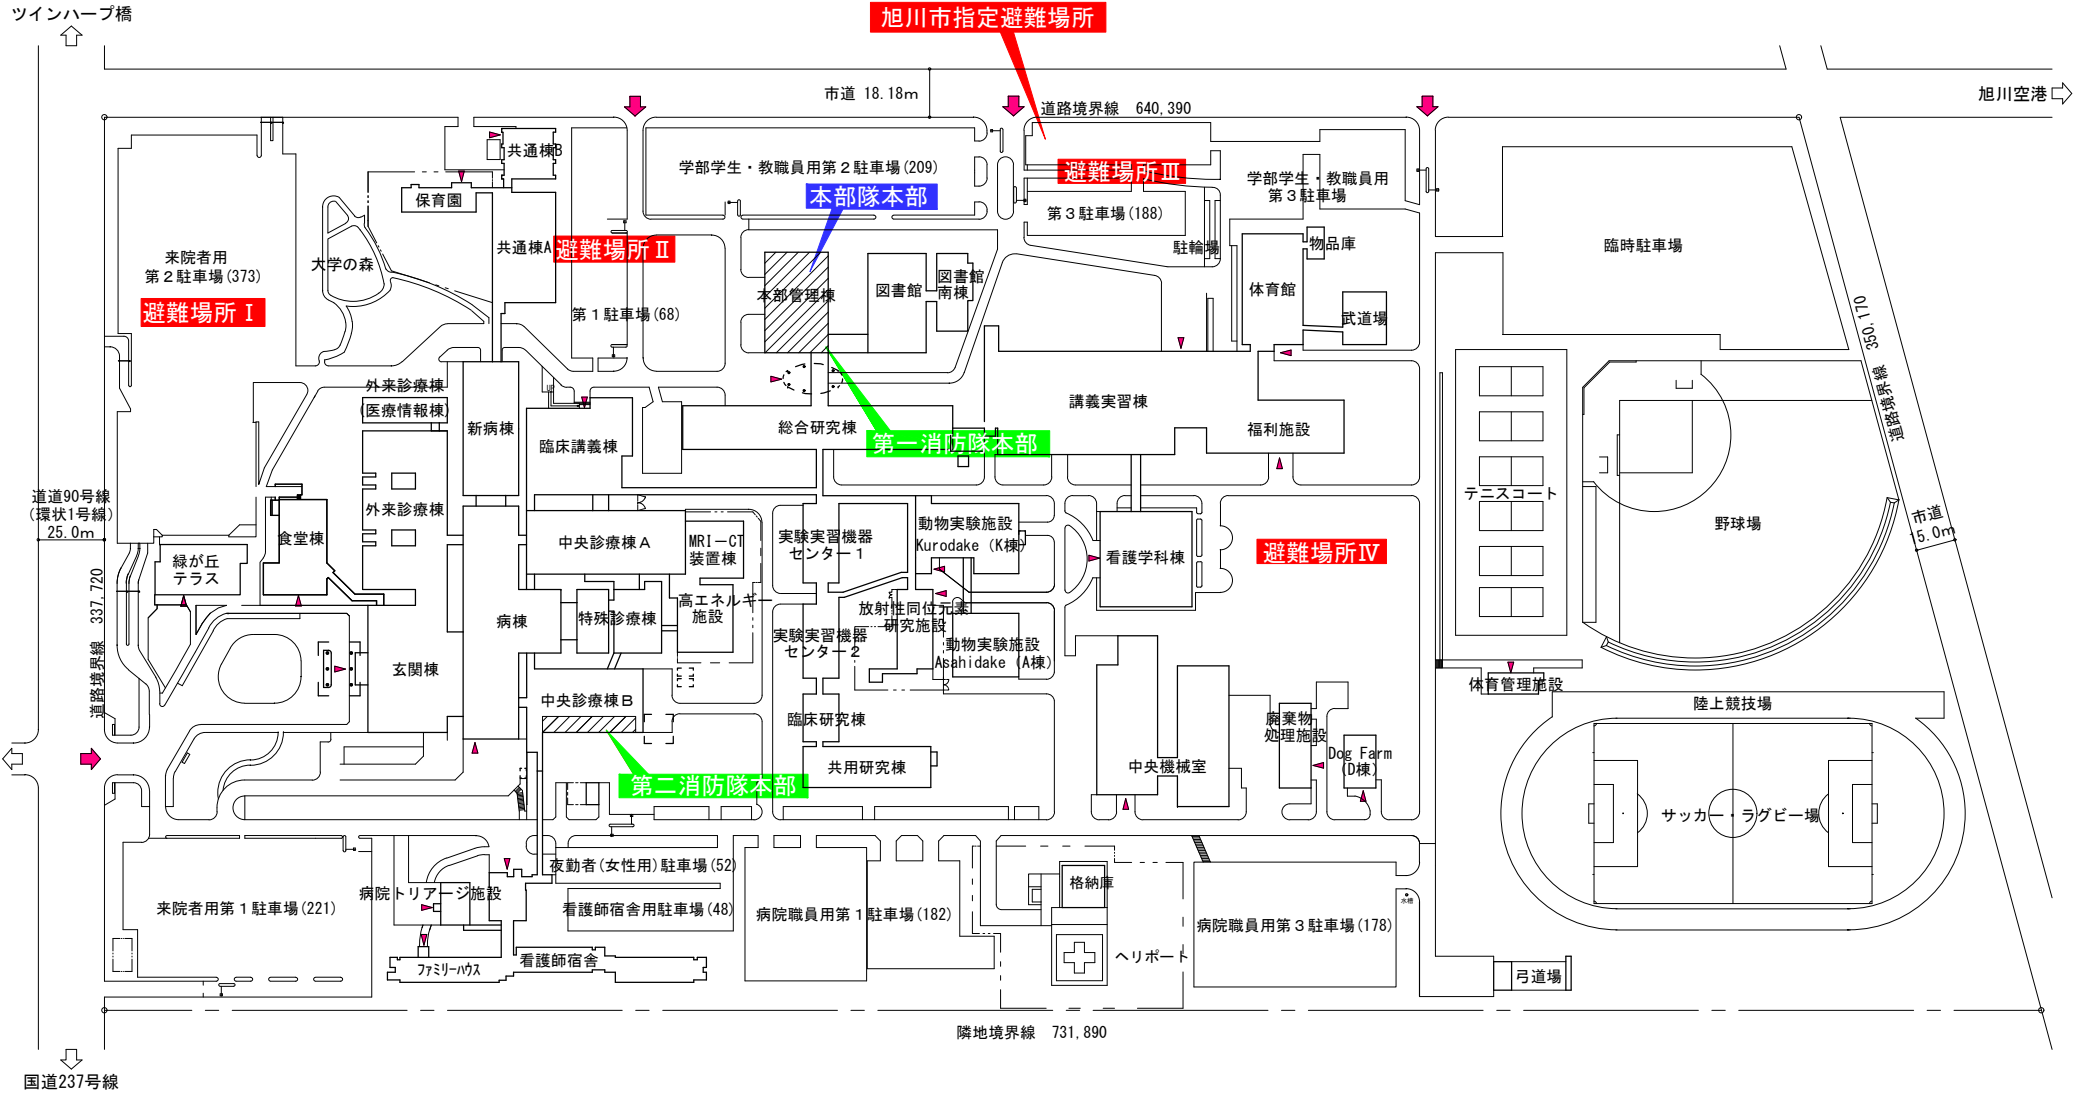 ツインハープ橋
旭川市指定避難場所
市道 18.18m
道路境界線 640,390
旭川空港
共通棟B
学部学生・教職員用第２駐車場(209)
避難場所Ⅲ
学部学生・教職員用
第３駐車場
本部隊本部
保育園
第３駐車場(188)
共通棟A
避難場所Ⅱ
駐輪場
物品庫
臨時駐車場
来院者用
第２駐車場(373)
大学の森
避難場所Ⅰ
第１駐車場(68)
本部管理棟
図書館
図書館
南棟
体育館
武道場
道路境界線 350,170
外来診療棟
(医療情報棟)
UP
新病棟
臨床講義棟
総合研究棟
第一消防隊本部
講義実習棟
福利施設
道道90号線
(環状1号線)
25.0m
外来診療棟
食堂棟
緑が丘
テラス
中央診療棟Ａ
MRI－CT
装置棟
実験実習機器
センター１
動物実験施設
Kurodake (K棟)
看護学科棟
避難場所Ⅳ
テニスコート
野球場
市道
15.0m
道路境界線 337,720
病棟
特殊診療棟
高エネルギー
施設
放射性同位元素
研究施設
実験実習機器
センター２
動物実験施設
Asahidake (A棟)
玄関棟
中央診療棟Ｂ
臨床研究棟
体育管理施設
陸上競技場
廃棄物
処理施設
Dog Farm
(D棟)
共用研究棟
中央機械室
第二消防隊本部
サッカー・ラグビー場
夜勤者(女性用)駐車場(52)
病院トリアージ施設
来院者用第１駐車場(221)
看護師宿舎用駐車場(48)
病院職員用第１駐車場(182)
格納庫
水槽
病院職員用第３駐車場(178)
ファミリーハウス
看護師宿舎
ヘリポート
弓道場
隣地境界線 731,890
国道237号線